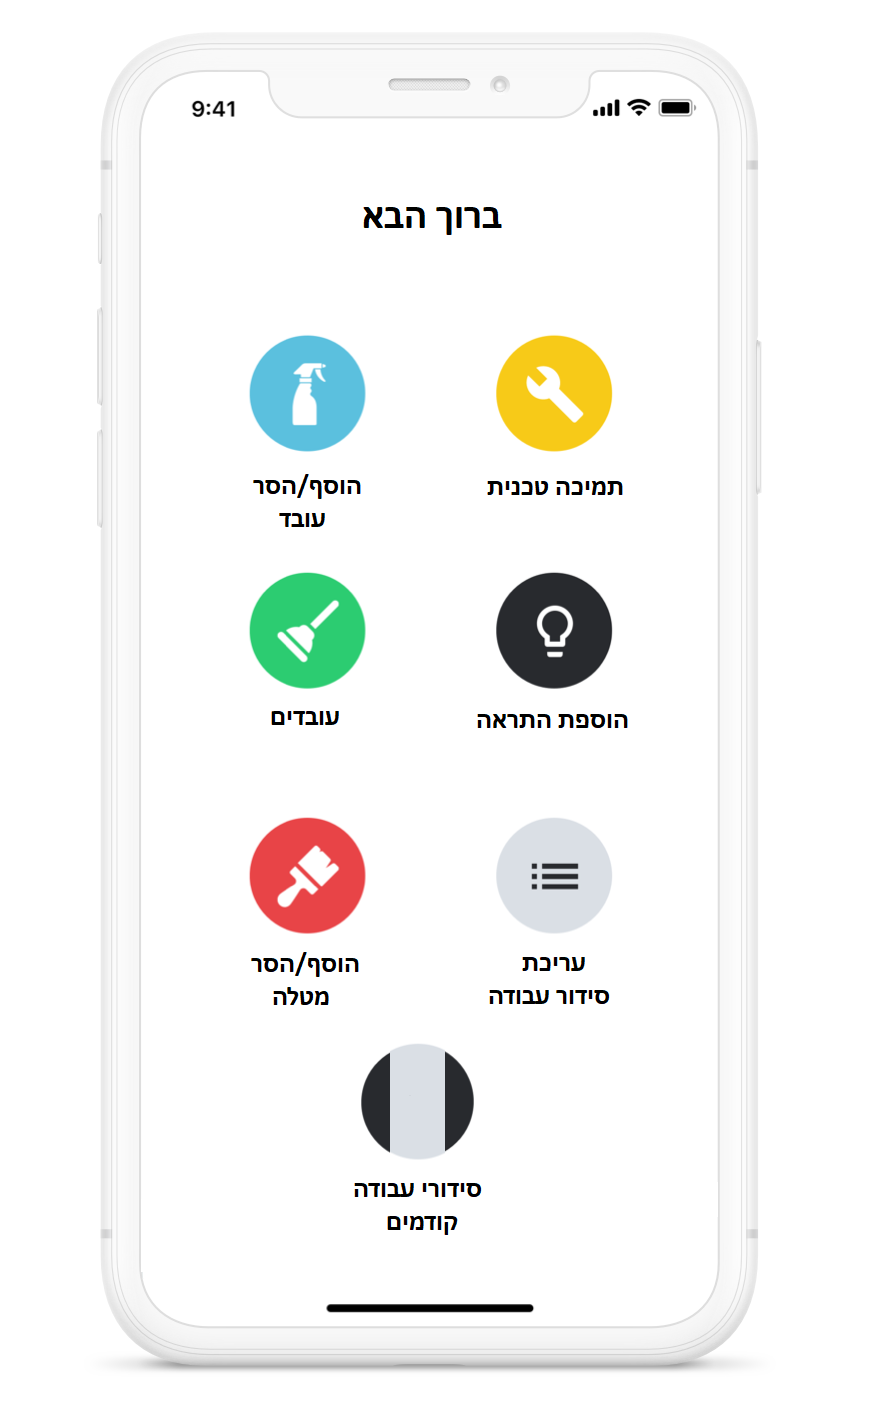 9:41
ברוך הבא
תמיכה טכנית
הוסף/הסר
עובד
הוספת התראה
עובדים
עריכת
סידור עבודה
הוסף/הסר
מטלה
סידורי עבודה
קודמים